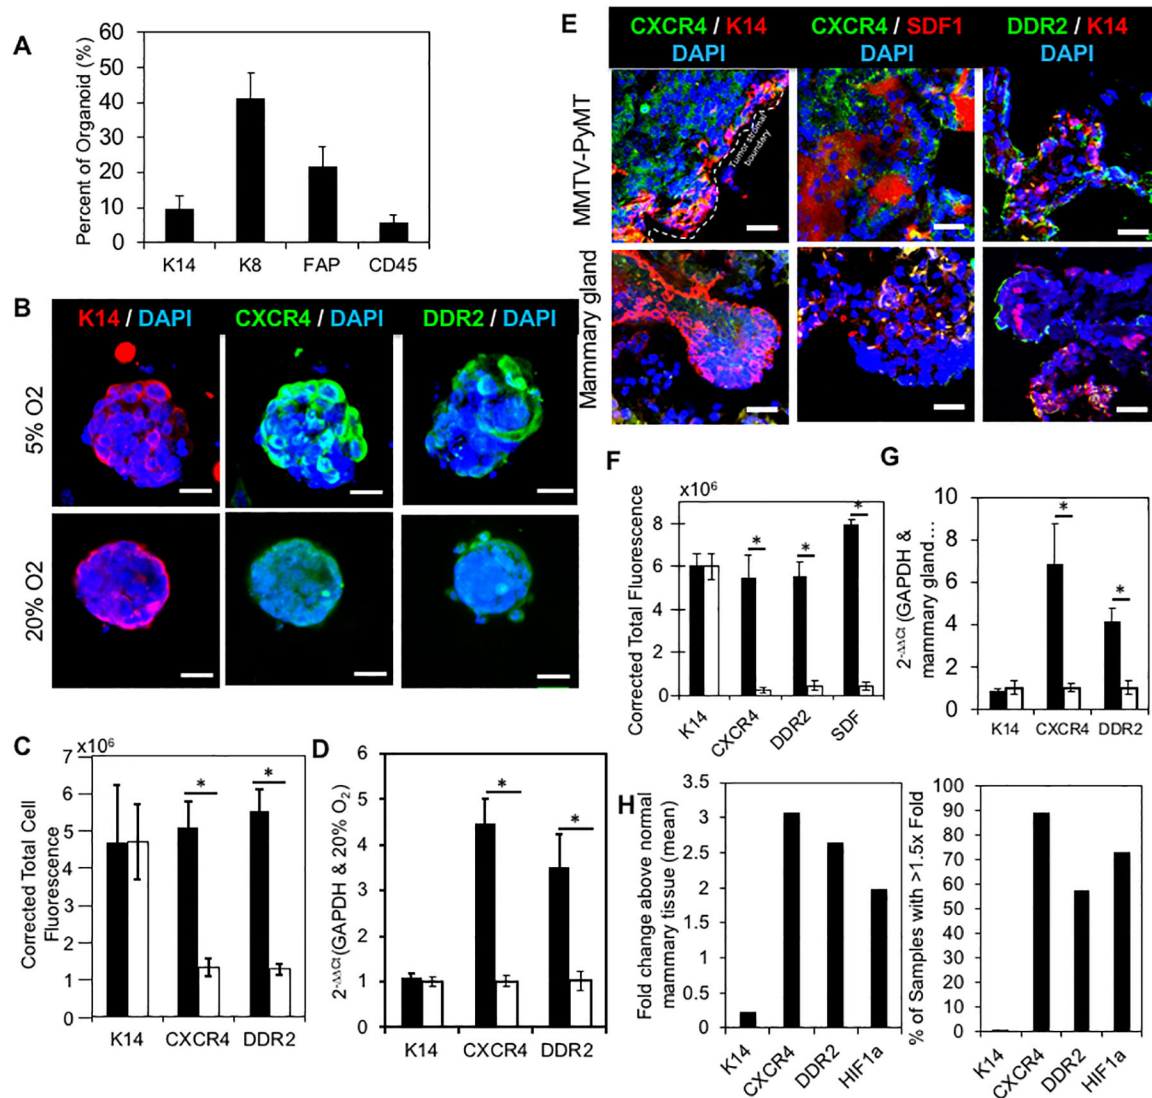 A
Percent of Organoid (%)
60
50
40
30
20
10
0
K14 K8 FAP CD45
B
K14 / DAPI CXCR4 / DAPI DDR2 / DAPI
5% O2
20% O2
C
x10⁶
Corrected Total Cell
Fluorescence
7
6
5
4
3
2
1
0
* *
K14 CXCR4 DDR2
D
2-ΔΔCt (GAPDH & 20% O₂)
6
5
4
3
2
1
0
* *
K14 CXCR4 DDR2
E
CXCR4 / K14 CXCR4 / SDF1 DDR2 / K14
DAPI DAPI DAPI
MMTV-PyMT
Tumor stromal
boundary
Mammary gland
F
x10⁶
Corrected Total Fluorescence
8
6
4
2
0
* * *
K14 CXCR4 DDR2 SDF
G
2-ΔΔCt (GAPDH &
mammary gland…
10
8
6
4
2
0
* *
K14 CXCR4 DDR2
H
Fold change above normal
mammary tissue (mean)
3.5
3
2.5
2
1.5
1
0.5
0
K14 CXCR4 DDR2 HIF1a
% of Samples with >1.5x Fold
100
90
80
70
60
50
40
30
20
10
0
K14 CXCR4 DDR2 HIF1a